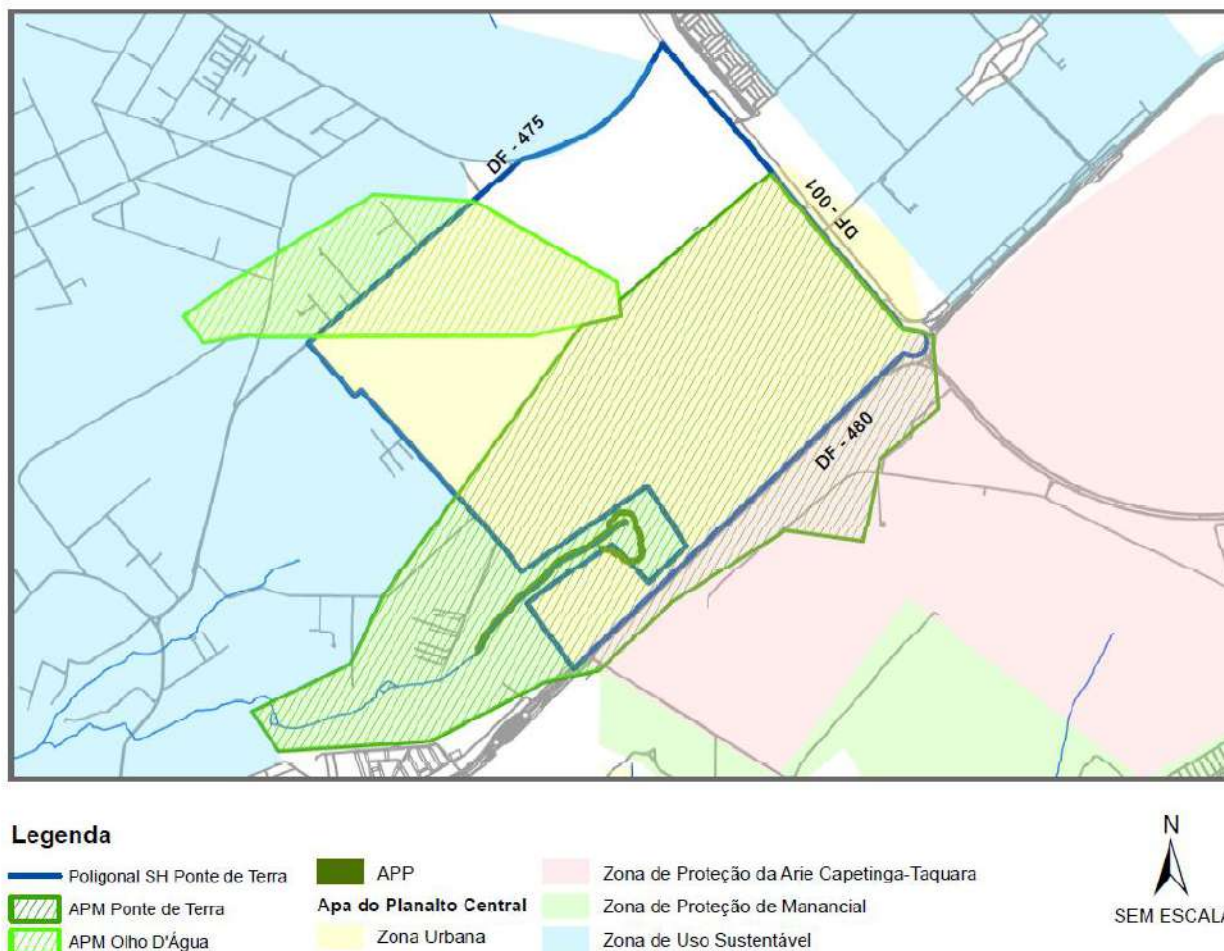 DF - 475
DF - 001
DF - 480
Legenda
Poligonal SH Ponte de Terra
APM Ponte de Terra
APM Olho D'Água
APP
Apa do Planalto Central
Zona Urbana
Zona de Proteção da Arie Capetinga-Taquara
Zona de Proteção de Manancial
Zona de Uso Sustentável
N
SEM ESCALA